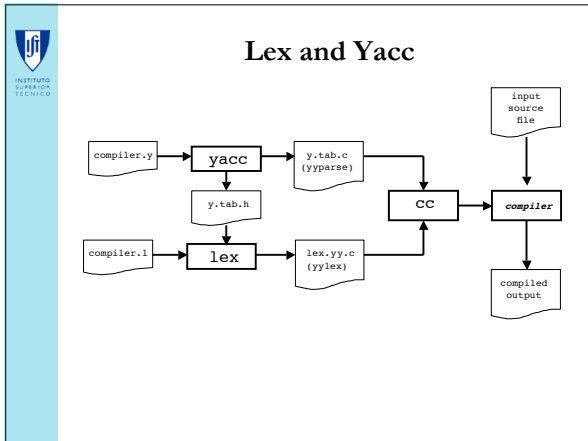 INSTITUTO
SUPERIOR
TÉCNICO
Lex and Yacc
input
source
file
compiler.y
yacc
y.tab.c
(yyparse)
y.tab.h
cc
compiler
compiler.l
lex
lex.yy.c
(yylex)
compiled
output